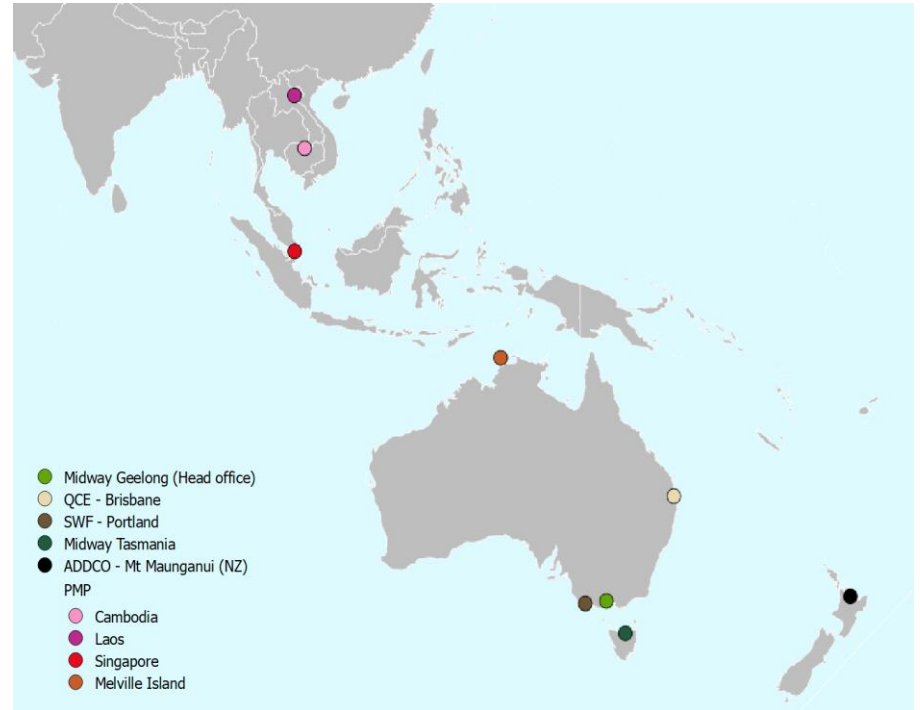 Midway Geelong (Head office)
QCE - Brisbane
SWF - Portland
Midway Tasmania
ADDCO - Mt Maunganui (NZ)
PMP
Cambodia
Laos
Singapore
Melville Island